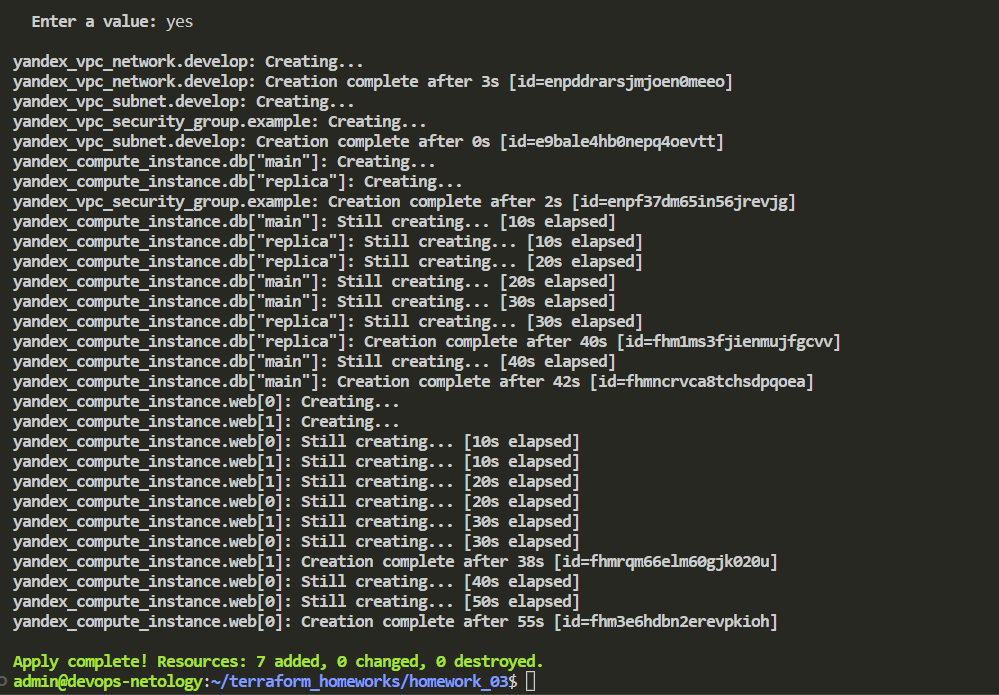 Enter a value: yes
yandex_vpc_network.develop: Creating...
yandex_vpc_network.develop: Creation complete after 3s [id=enpddrarsjmjoen0meeo]
yandex_vpc_subnet.develop: Creating...
yandex_vpc_security_group.example: Creating...
yandex_vpc_subnet.develop: Creation complete after 0s [id=e9bale4hb0nepq4oevtt]
yandex_compute_instance.db["main"]: Creating...
yandex_compute_instance.db["replica"]: Creating...
yandex_vpc_security_group.example: Creation complete after 2s [id=enpf37dm65in56jrevjg]
yandex_compute_instance.db["main"]: Still creating... [10s elapsed]
yandex_compute_instance.db["replica"]: Still creating... [10s elapsed]
yandex_compute_instance.db["replica"]: Still creating... [20s elapsed]
yandex_compute_instance.db["main"]: Still creating... [20s elapsed]
yandex_compute_instance.db["main"]: Still creating... [30s elapsed]
yandex_compute_instance.db["replica"]: Still creating... [30s elapsed]
yandex_compute_instance.db["replica"]: Creation complete after 40s [id=fhm1ms3fjienmujfgcvv]
yandex_compute_instance.db["main"]: Still creating... [40s elapsed]
yandex_compute_instance.db["main"]: Creation complete after 42s [id=fhmncrvca8tchsdpqoea]
yandex_compute_instance.web[0]: Creating...
yandex_compute_instance.web[1]: Creating...
yandex_compute_instance.web[0]: Still creating... [10s elapsed]
yandex_compute_instance.web[1]: Still creating... [10s elapsed]
yandex_compute_instance.web[1]: Still creating... [20s elapsed]
yandex_compute_instance.web[0]: Still creating... [20s elapsed]
yandex_compute_instance.web[1]: Still creating... [30s elapsed]
yandex_compute_instance.web[0]: Still creating... [30s elapsed]
yandex_compute_instance.web[1]: Creation complete after 38s [id=fhmrqm66elm60gjk020u]
yandex_compute_instance.web[0]: Still creating... [40s elapsed]
yandex_compute_instance.web[0]: Still creating... [50s elapsed]
yandex_compute_instance.web[0]: Creation complete after 55s [id=fhm3e6hdbn2erevpkioh]
Apply complete! Resources: 7 added, 0 changed, 0 destroyed.
admin@devops-netology:~/terraform_homeworks/homework_03$